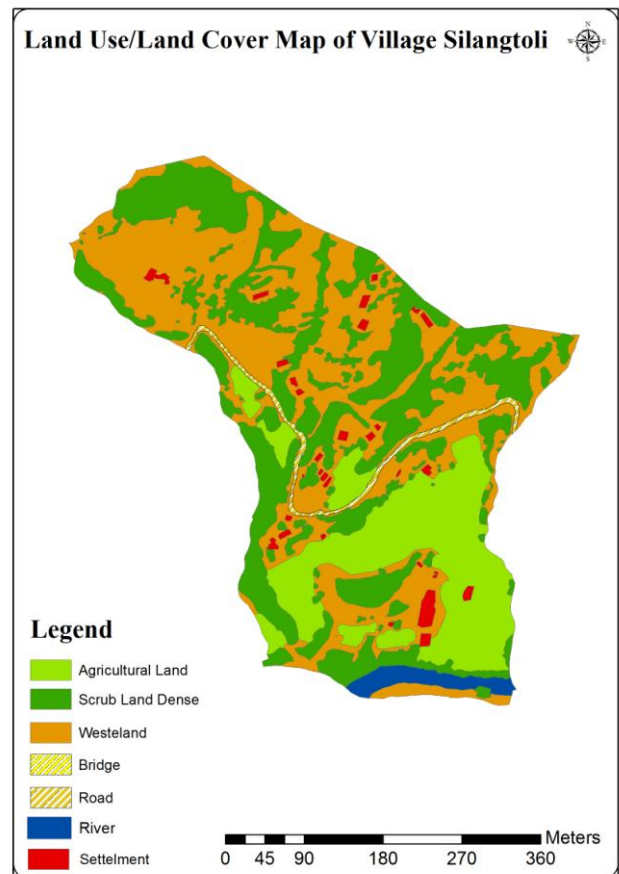 Land Use/Land Cover Map of Village Silangtoli
N
W E
S
Legend
Agricultural Land
Scrub Land Dense
Westeland
Bridge
Road
River
Settelment
Meters
0 45 90 180 270 360